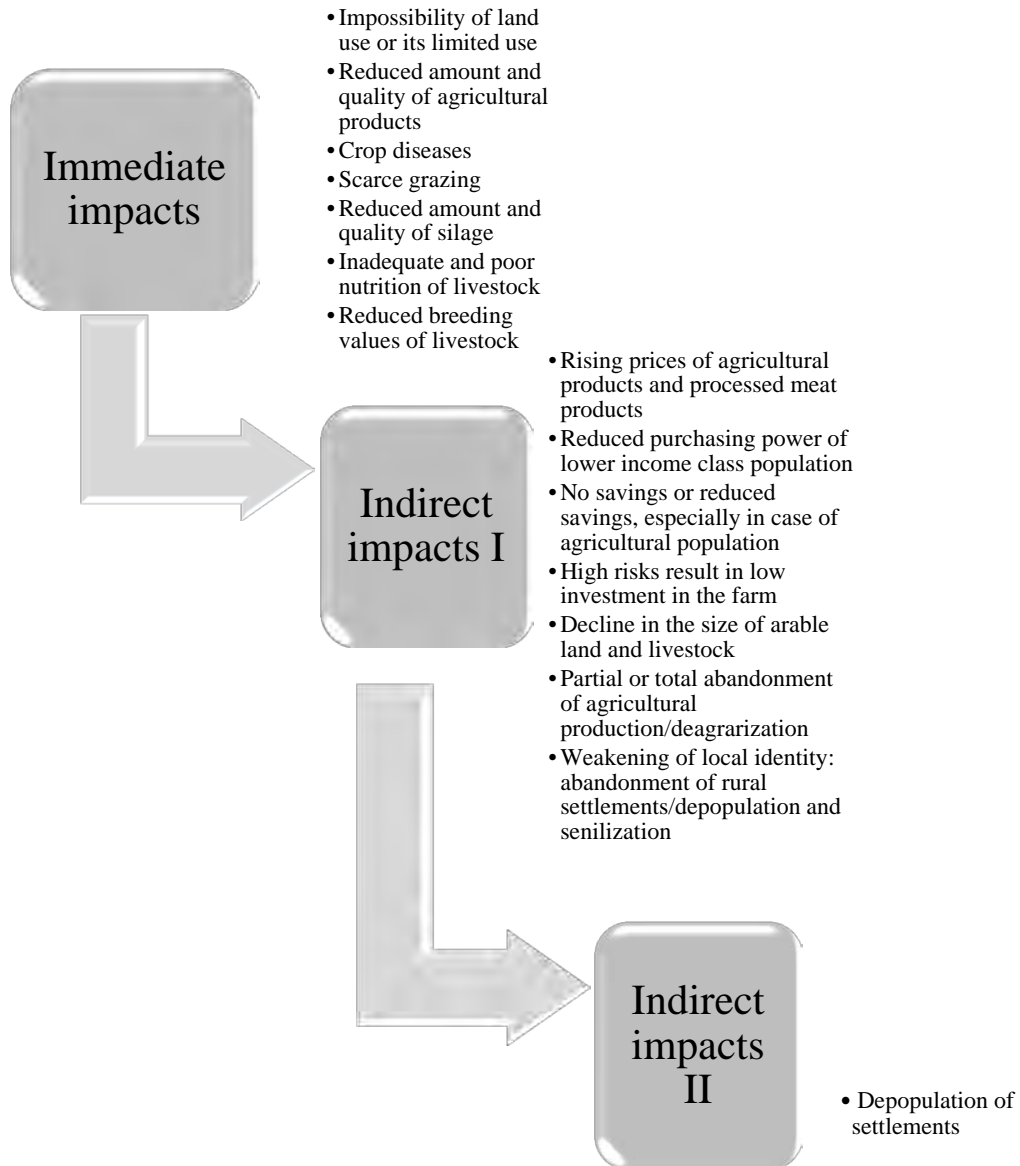 Immediate
impacts
• Impossibility of land
use or its limited use
• Reduced amount and
quality of agricultural
products
• Crop diseases
• Scarce grazing
• Reduced amount and
quality of silage
• Inadequate and poor
nutrition of livestock
• Reduced breeding
values of livestock
Indirect
impacts I
• Rising prices of agricultural
products and processed meat
products
• Reduced purchasing power of
lower income class population
• No savings or reduced
savings, especially in case of
agricultural population
• High risks result in low
investment in the farm
• Decline in the size of arable
land and livestock
• Partial or total abandonment
of agricultural
production/deagrarization
• Weakening of local identity:
abandonment of rural
settlements/depopulation and
senilization
Indirect
impacts
II
• Depopulation of
settlements